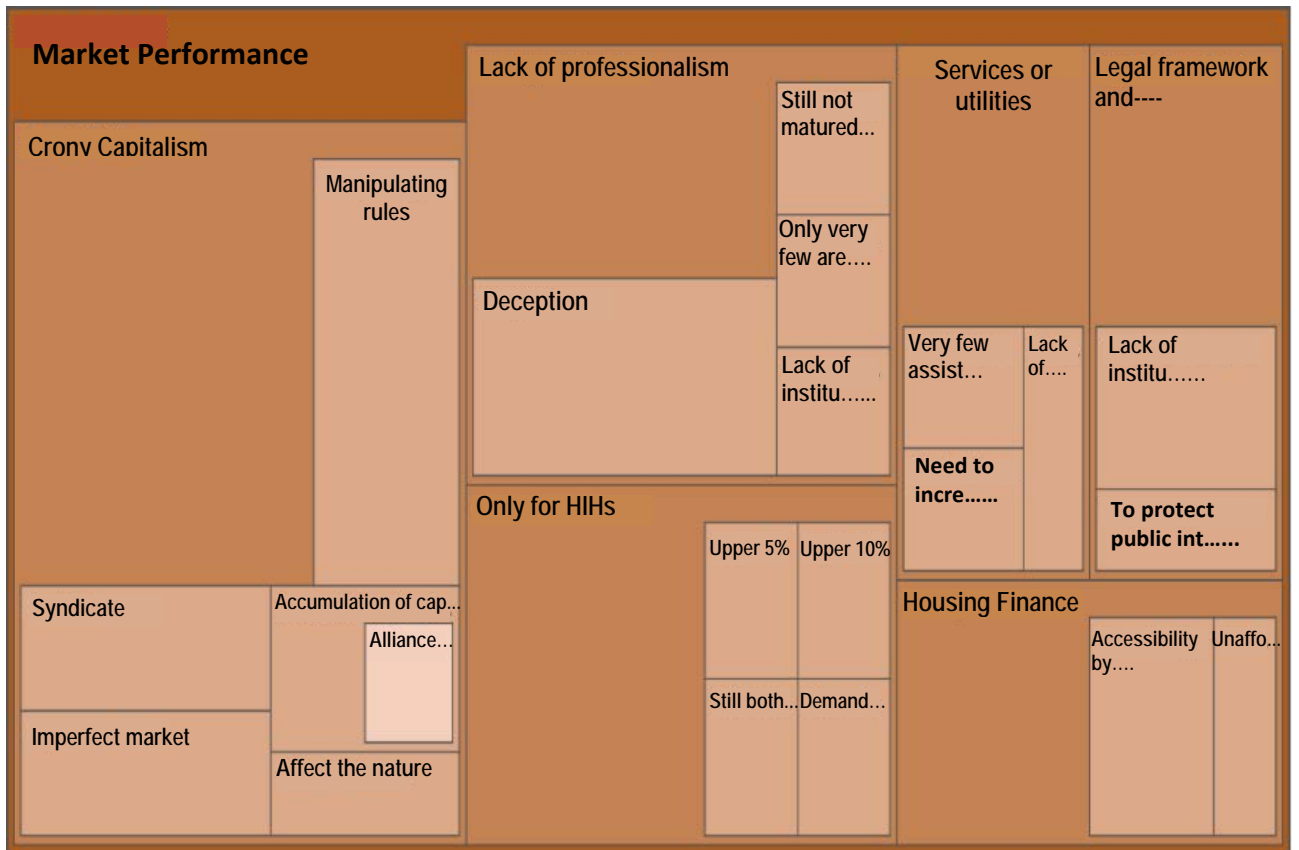 Market Performance
Crony Capitalism
Manipulating
rules
Syndicate
Imperfect market
Accumulation of cap...
Alliance...
Affect the nature
Lack of professionalism
Still not
matured...
Only very
few are....
Deception
Lack of
institu......
Only for HIHs
Upper 5%
Upper 10%
Still both...
Demand...
Services or
utilities
Very few
assist...
Lack
of....
Need to
incre......
Legal framework
and----
Lack of
institu......
To protect
public int......
Housing Finance
Accessibility
by....
Unaffo...